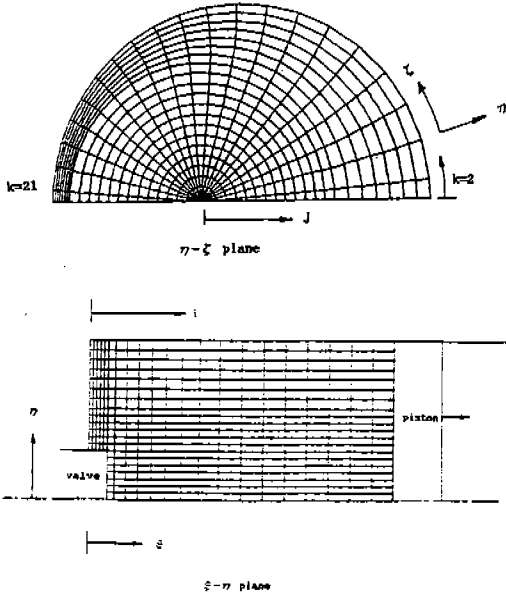 ζ
η
k=21
k=2
J
η-ζ plane
i
η
piston
valve
ξ
ξ-η plane